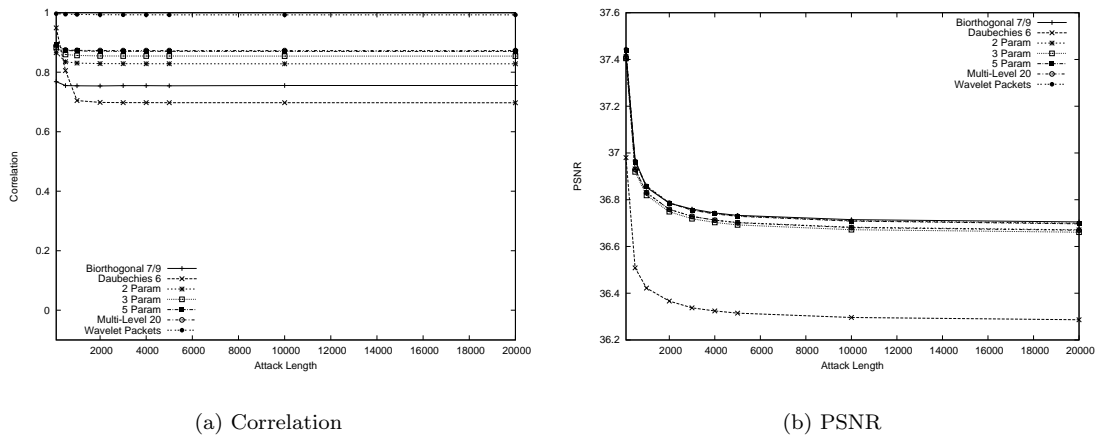 1
0.8
0.6
0.4
0.2
0
Correlation
Biorthogonal 7/9
Daubechies 6
2 Param
3 Param
5 Param
Multi-Level 20
Wavelet Packets
2000 4000 6000 8000 10000 12000 14000 16000 18000 20000
Attack Length
(a) Correlation
37.6
37.4
37.2
37
36.8
36.6
36.4
36.2
PSNR
Biorthogonal 7/9
Daubechies 6
2 Param
3 Param
5 Param
Multi-Level 20
Wavelet Packets
2000 4000 6000 8000 10000 12000 14000 16000 18000 20000
Attack Length
(b) PSNR